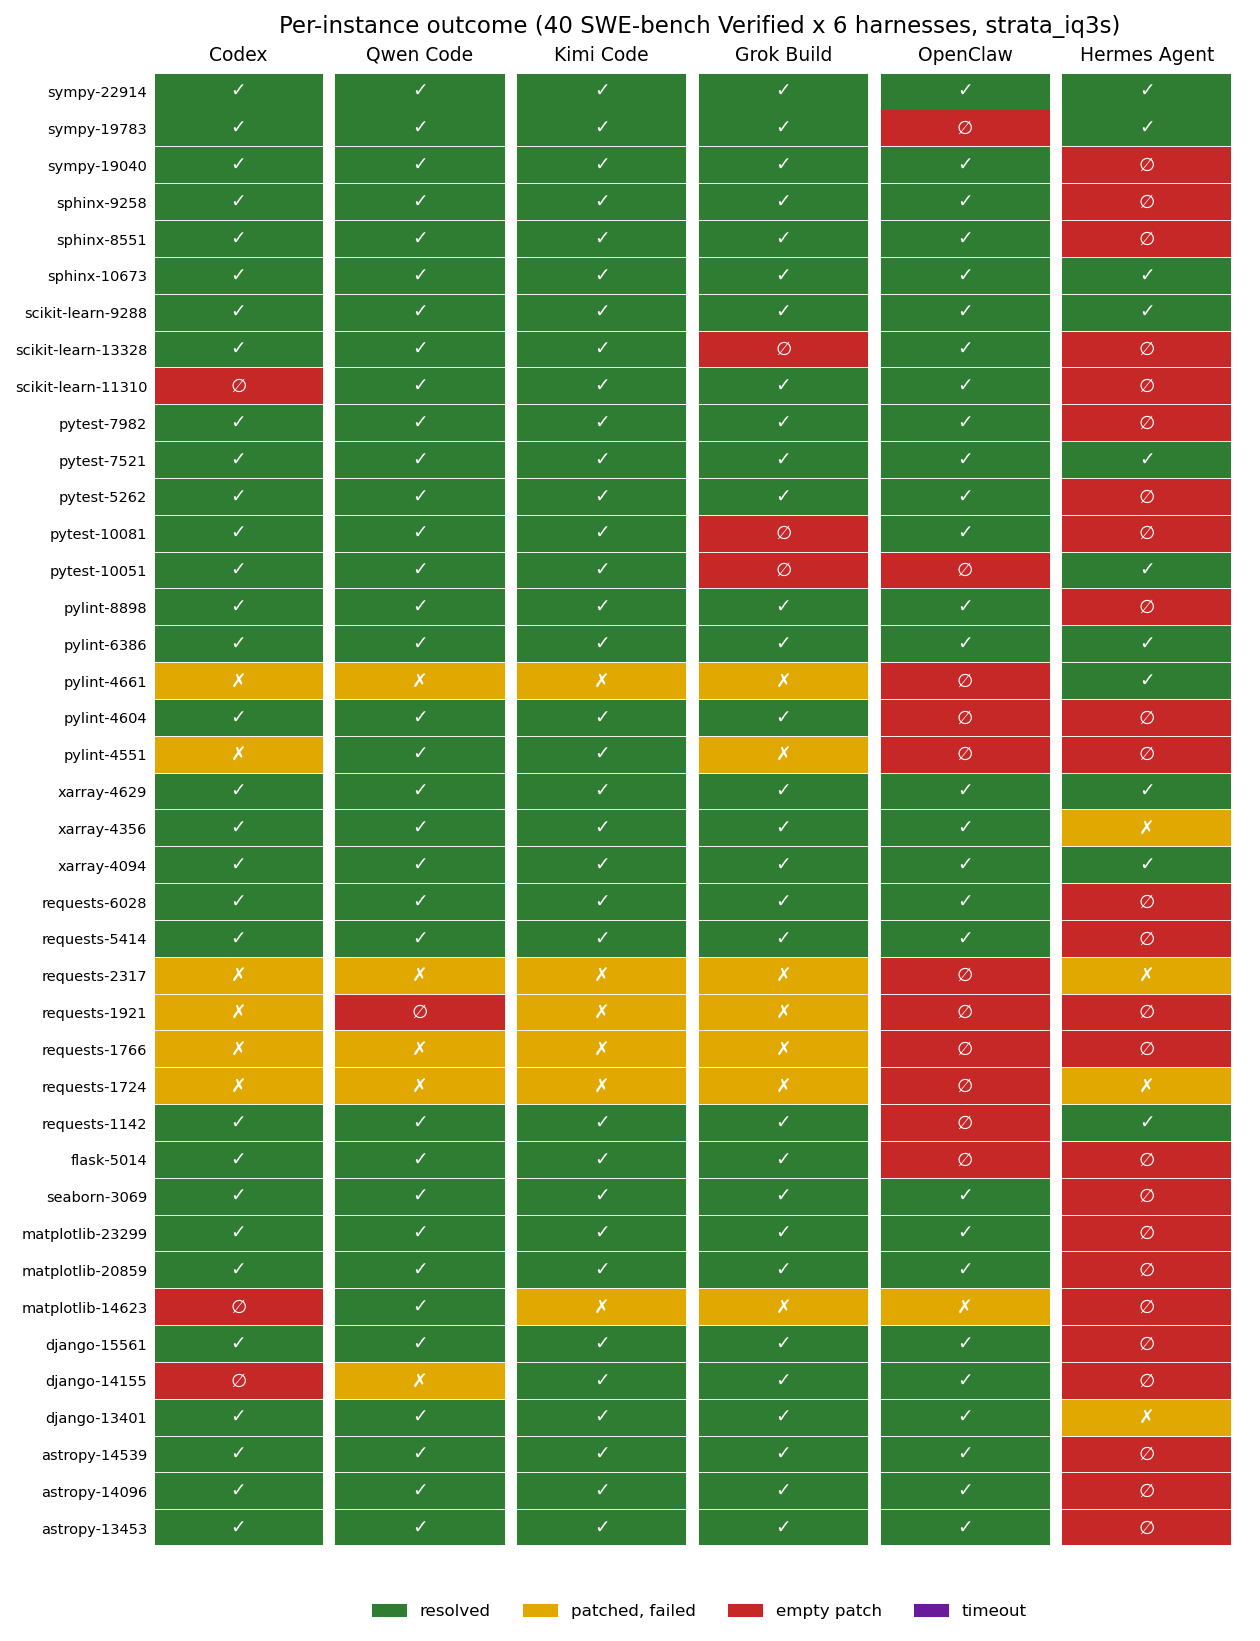 Per-instance outcome (40 SWE-bench Verified x 6 harnesses, strata_iq3s)
Codex Qwen Code Kimi Code Grok Build OpenClaw Hermes Agent
sympy-22914 ✓ ✓ ✓ ✓ ✓ ✓
sympy-19783 ✓ ✓ ✓ ✓ ∅ ✓
sympy-19040 ✓ ✓ ✓ ✓ ✓ ∅
sphinx-9258 ✓ ✓ ✓ ✓ ✓ ∅
sphinx-8551 ✓ ✓ ✓ ✓ ✓ ∅
sphinx-10673 ✓ ✓ ✓ ✓ ✓ ✓
scikit-learn-9288 ✓ ✓ ✓ ✓ ✓ ✓
scikit-learn-13328 ✓ ✓ ✓ ∅ ✓ ∅
scikit-learn-11310 ∅ ✓ ✓ ✓ ✓ ∅
pytest-7982 ✓ ✓ ✓ ✓ ✓ ∅
pytest-7521 ✓ ✓ ✓ ✓ ✓ ✓
pytest-5262 ✓ ✓ ✓ ✓ ✓ ∅
pytest-10081 ✓ ✓ ✓ ∅ ✓ ∅
pytest-10051 ✓ ✓ ✓ ∅ ∅ ✓
pylint-8898 ✓ ✓ ✓ ✓ ✓ ∅
pylint-6386 ✓ ✓ ✓ ✓ ✓ ✓
pylint-4661 ✗ ✗ ✗ ✗ ∅ ✓
pylint-4604 ✓ ✓ ✓ ✓ ∅ ∅
pylint-4551 ✗ ✓ ✓ ✗ ∅ ∅
xarray-4629 ✓ ✓ ✓ ✓ ✓ ✓
xarray-4356 ✓ ✓ ✓ ✓ ✓ ✗
xarray-4094 ✓ ✓ ✓ ✓ ✓ ✓
requests-6028 ✓ ✓ ✓ ✓ ✓ ∅
requests-5414 ✓ ✓ ✓ ✓ ✓ ∅
requests-2317 ✗ ✗ ✗ ✗ ∅ ✗
requests-1921 ✗ ∅ ✗ ✗ ∅ ∅
requests-1766 ✗ ✗ ✗ ✗ ∅ ∅
requests-1724 ✗ ✗ ✗ ✗ ∅ ✗
requests-1142 ✓ ✓ ✓ ✓ ∅ ✓
flask-5014 ✓ ✓ ✓ ✓ ∅ ∅
seaborn-3069 ✓ ✓ ✓ ✓ ✓ ∅
matplotlib-23299 ✓ ✓ ✓ ✓ ✓ ∅
matplotlib-20859 ✓ ✓ ✓ ✓ ✓ ∅
matplotlib-14623 ∅ ✓ ✗ ✗ ✗ ∅
django-15561 ✓ ✓ ✓ ✓ ✓ ∅
django-14155 ∅ ✗ ✓ ✓ ✓ ∅
django-13401 ✓ ✓ ✓ ✓ ✓ ✗
astropy-14539 ✓ ✓ ✓ ✓ ✓ ∅
astropy-14096 ✓ ✓ ✓ ✓ ✓ ∅
astropy-13453 ✓ ✓ ✓ ✓ ✓ ∅
resolved patched, failed empty patch timeout